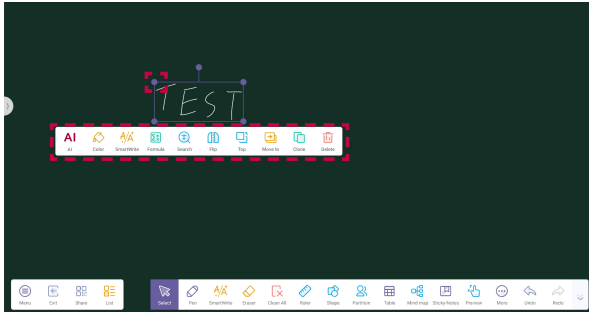 TEST
AI
AI Color SmartWrite Formula Search Flip Top Move to Clone Delete
Menu Exit Share List Select Pen SmartWrite Eraser Clean All Ruler Shape Partition Table Mind map Sticky Notes Preview More Undo Redo